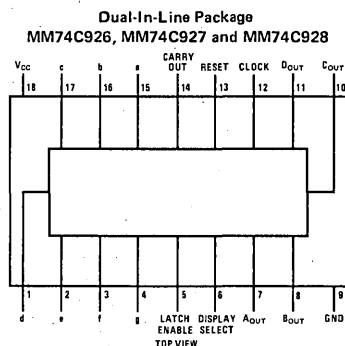 Dual-In-Line Package
MM74C926, MM74C927 and MM74C928
VCC c b a CARRY OUT RESET CLOCK DOUT COUT
18 17 16 15 14 13 12 11 10
1 2 3 4 5 6 7 8 9
d e f g LATCH ENABLE DISPLAY SELECT AOUT BOUT GND
TOP VIEW